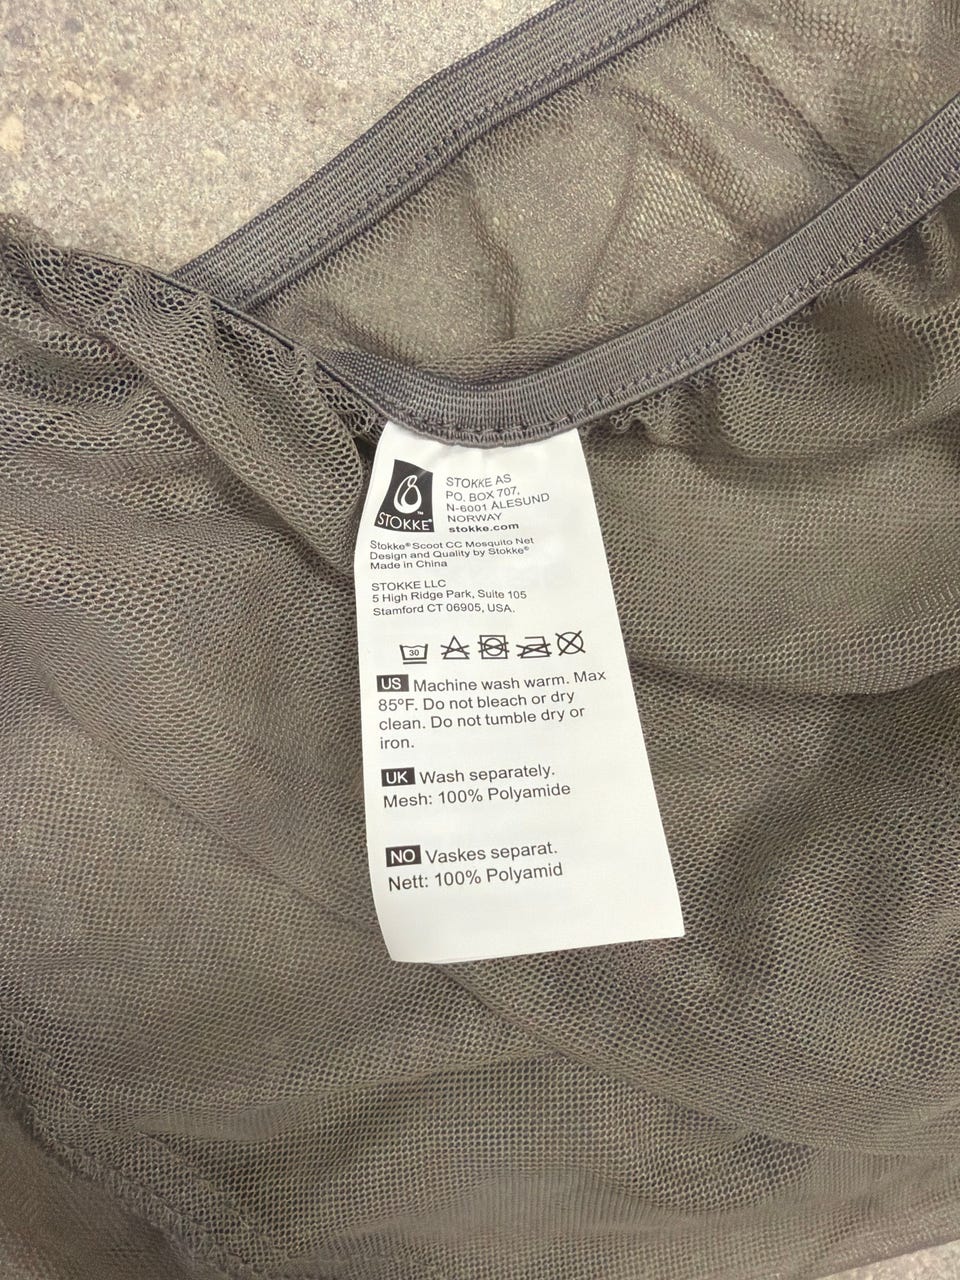 STOKKE™®
STOKKE AS
PO. BOX 707,
N-6001 ÅLESUND
NORWAY
stokke.com
Stokke® Scoot CC Mosquito Net
Design and Quality by Stokke®
Made in China
STOKKE LLC
5 High Ridge Park, Suite 105
Stamford CT 06905, USA.
30
US Machine wash warm. Max
85ºF. Do not bleach or dry
clean. Do not tumble dry or
iron.
UK Wash separately.
Mesh: 100% Polyamide
NO Vaskes separat.
Nett: 100% Polyamid